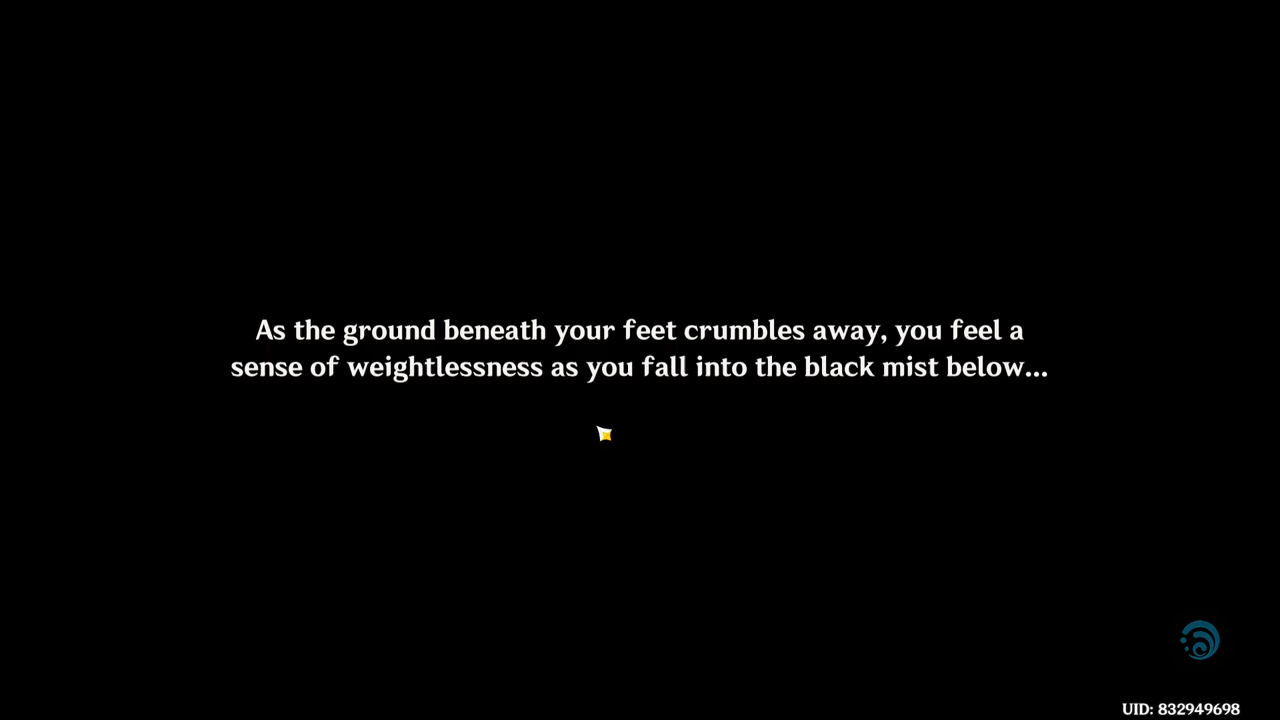 As the ground beneath your feet crumbles away, you feel a
sense of weightlessness as you fall into the black mist below...
UID: 832949698